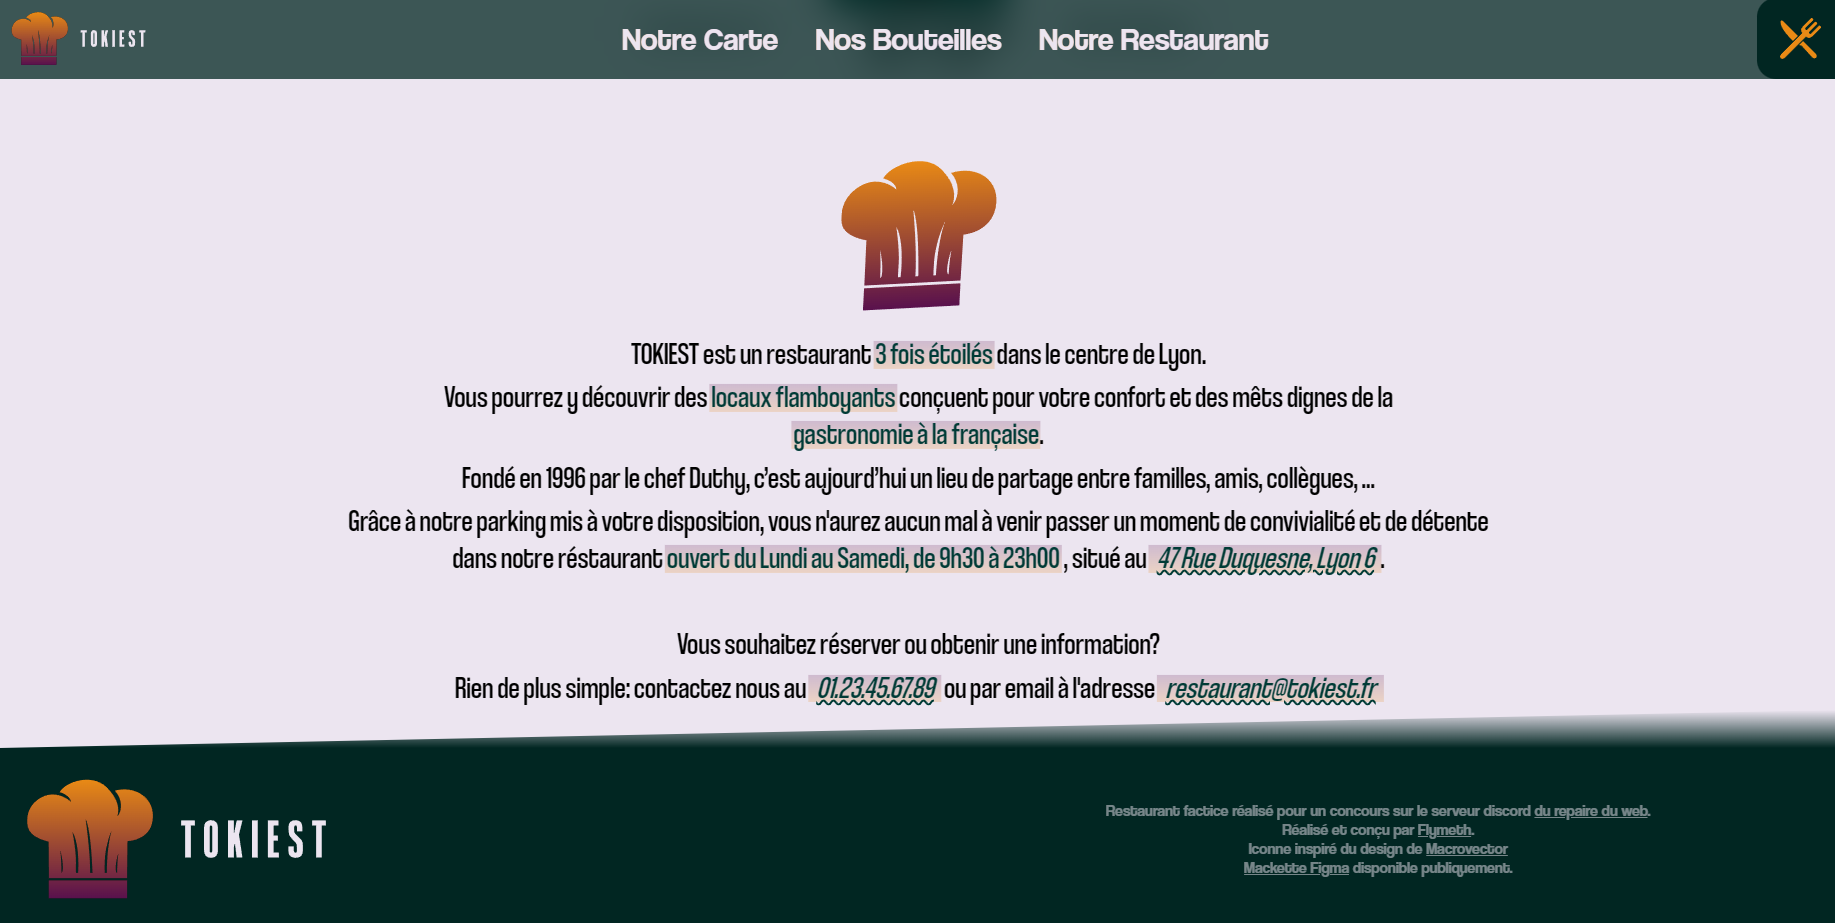 TOKIEST
Notre Carte
Nos Bouteilles
Notre Restaurant
TOKIEST est un restaurant 3 fois étoilés dans le centre de Lyon.
Vous pourrez y découvrir des locaux flamboyants conçuent pour votre confort et des mêts dignes de la
gastronomie à la française.
Fondé en 1996 par le chef Duthy, c’est aujourd’hui un lieu de partage entre familles, amis, collègues, ...
Grâce à notre parking mis à votre disposition, vous n'aurez aucun mal à venir passer un moment de convivialité et de détente
dans notre réstaurant ouvert du Lundi au Samedi, de 9h30 à 23h00 , situé au 47 Rue Duquesne, Lyon 6 .
Vous souhaitez réserver ou obtenir une information?
Rien de plus simple: contactez nous au 01.23.45.67.89 ou par email à l'adresse restaurant@tokiest.fr
TOKIEST
Restaurant factice réalisé pour un concours sur le serveur discord du repaire du web.
Réalisé et conçu par Flymeth.
Iconne inspiré du design de Macrovector
Mackette Figma disponible publiquement.